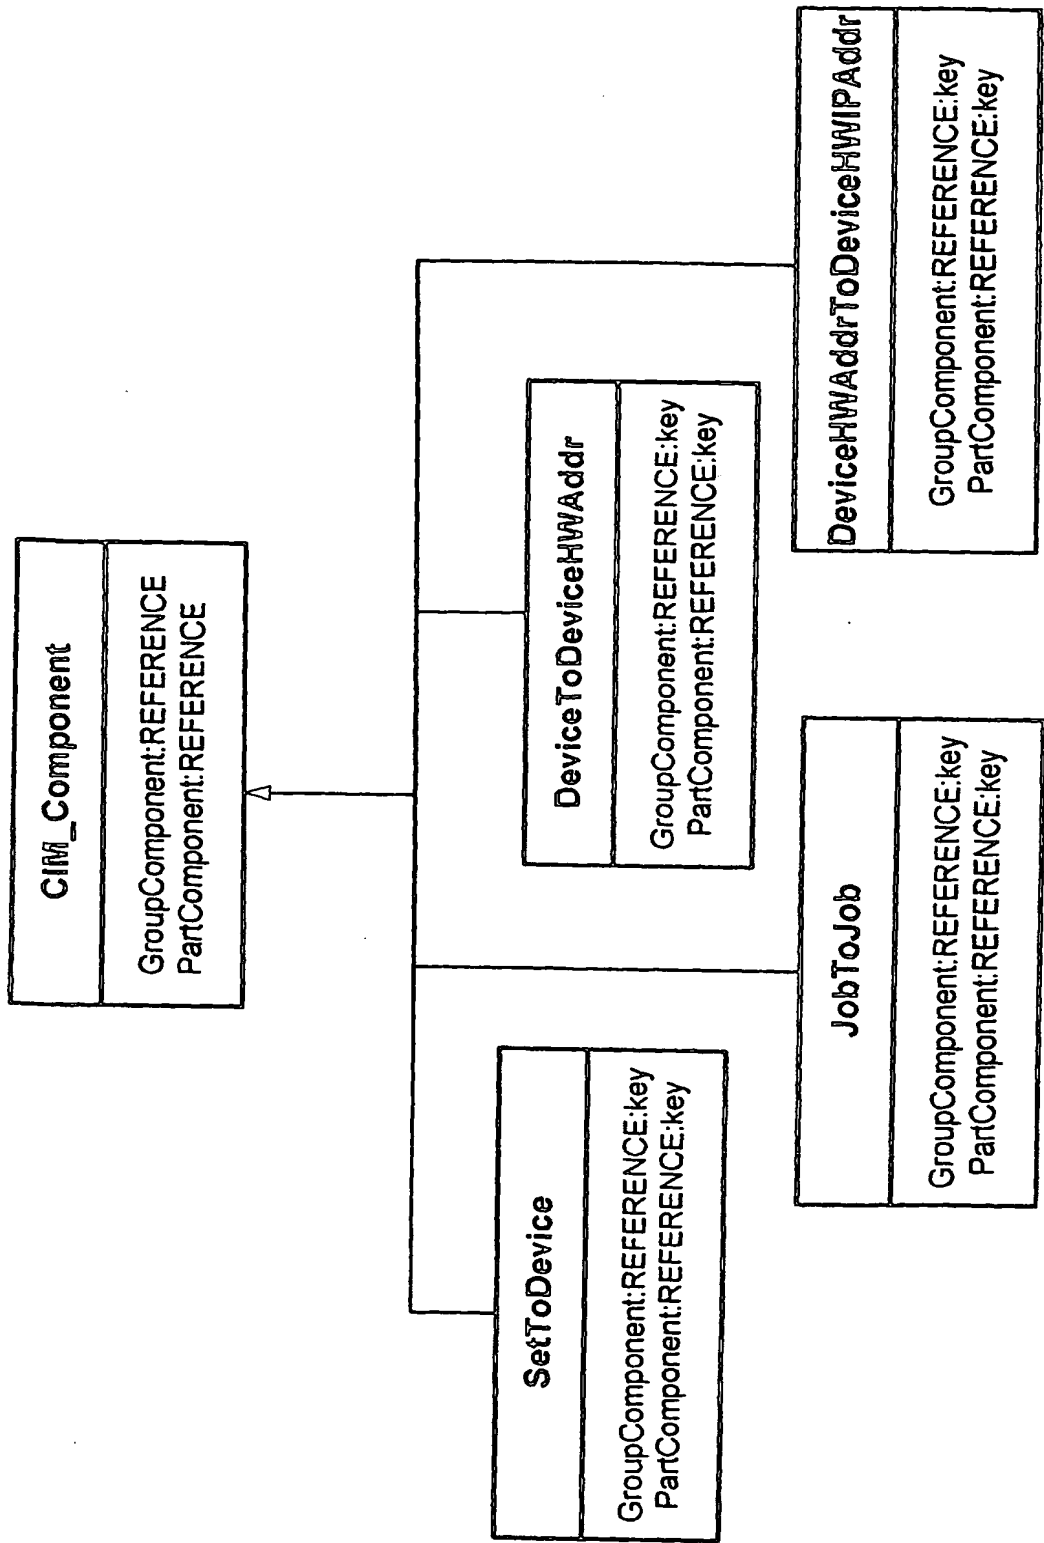 CIM_Component
GroupComponent:REFERENCE
PartComponent:REFERENCE
SetToDevice
GroupComponent:REFERENCE:key
PartComponent:REFERENCE:key
DeviceToDeviceHWAddr
GroupComponent:REFERENCE:key
PartComponent:REFERENCE:key
JobToJob
GroupComponent:REFERENCE:key
PartComponent:REFERENCE:key
DeviceHWAddrToDeviceHWIPAddr
GroupComponent:REFERENCE:key
PartComponent:REFERENCE:key